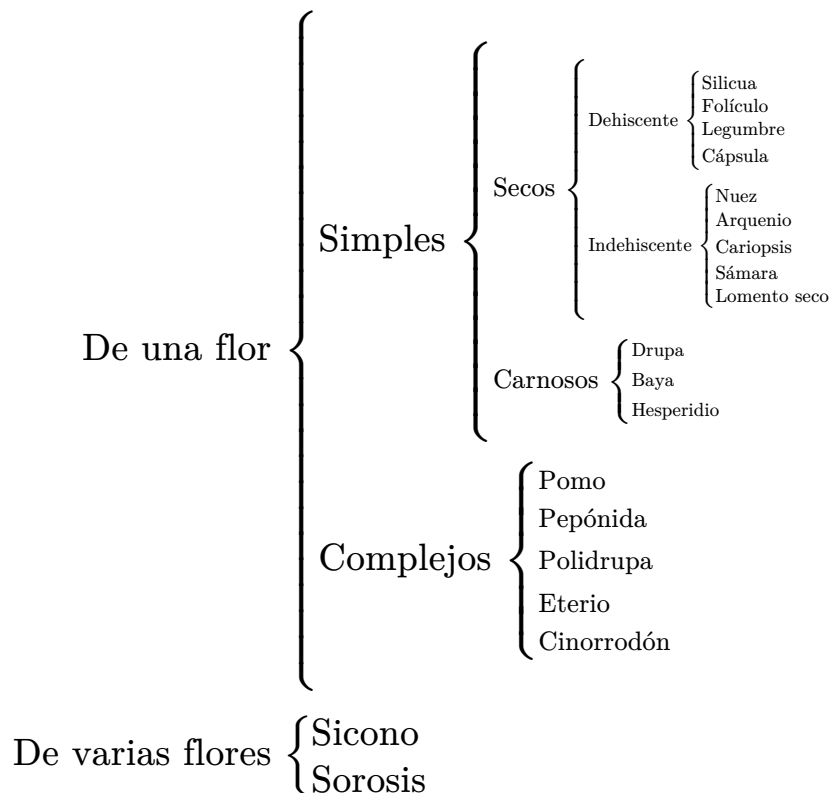 De una flor
Simples
Secos
Dehiscente
Silicua
Folículo
Legumbre
Cápsula
Indehiscente
Nuez
Arquenio
Cariopsis
Sámara
Lomento seco
Carnosos
Drupa
Baya
Hesperidio
Complejos
Pomo
Pepónida
Polidrupa
Eterio
Cinorrodón
De varias flores
Sicono
Sorosis